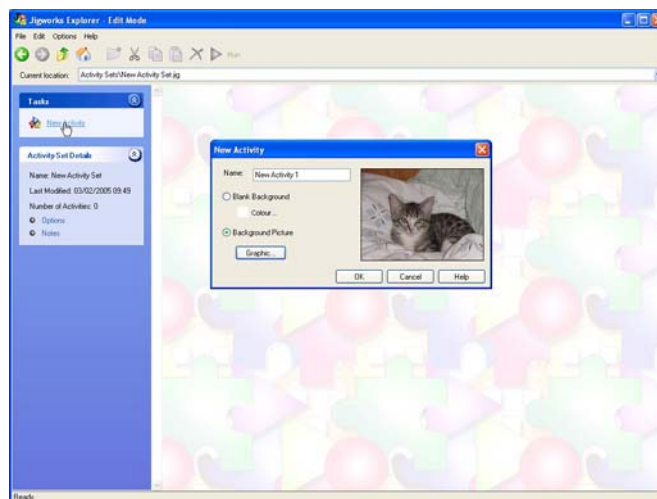 Jigworks Explorer - Edit Mode
File Edit Options Help
Run
Current location: Activity Sets\New Activity Set.jig
Tasks
New Activity
Activity Set Details
Name: New Activity Set
Last Modified: 03/02/2005 09:49
Number of Activities: 0
Options
Notes
New Activity
Name: New Activity 1
Blank Background
Colour...
Background Picture
Graphic...
OK Cancel Help
Ready